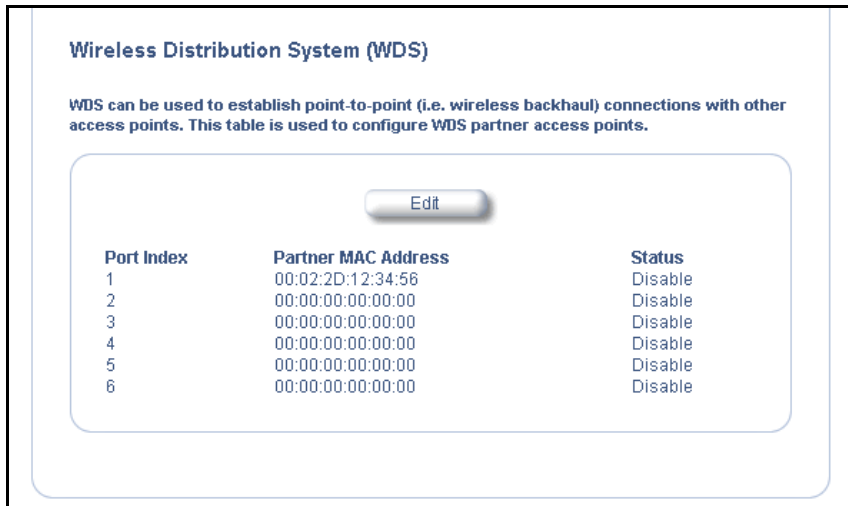 Wireless Distribution System (WDS)
WDS can be used to establish point-to-point (i.e. wireless backhaul) connections with other
access points. This table is used to configure WDS partner access points.
Edit
Port Index Partner MAC Address Status
1 00:02:2D:12:34:56 Disable
2 00:00:00:00:00:00 Disable
3 00:00:00:00:00:00 Disable
4 00:00:00:00:00:00 Disable
5 00:00:00:00:00:00 Disable
6 00:00:00:00:00:00 Disable